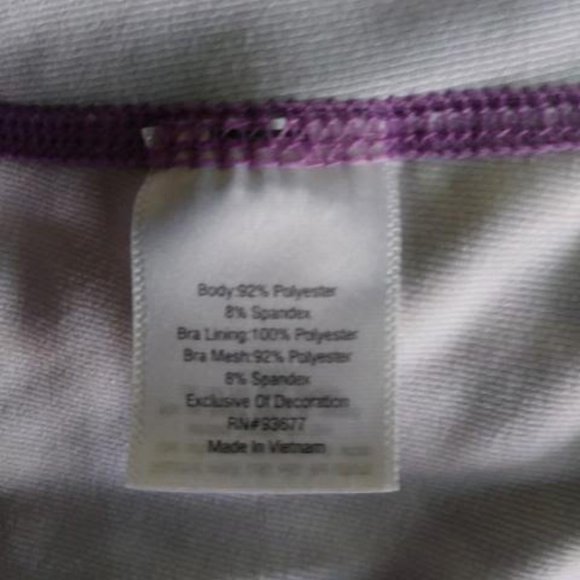 Body:92% Polyester
8% Spandex
Bra Lining:100% Polyester
Bra Mesh:92% Polyester
8% Spandex
Exclusive Of Decoration
RN#93677
Made In Vietnam